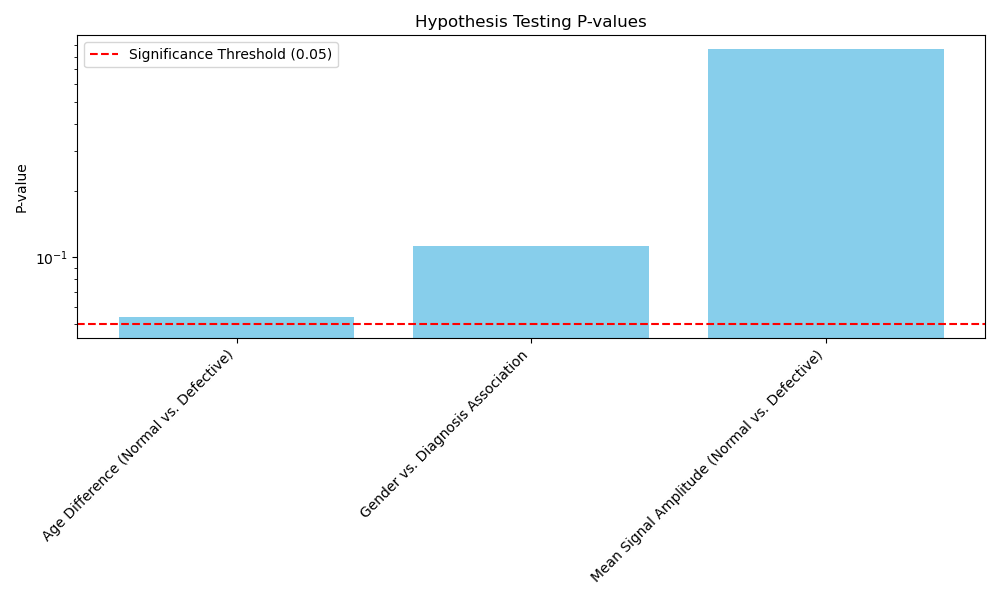 Hypothesis Testing P-values
Significance Threshold (0.05)
P-value
10⁻¹
Age Difference (Normal vs. Defective)
Gender vs. Diagnosis Association
Mean Signal Amplitude (Normal vs. Defective)